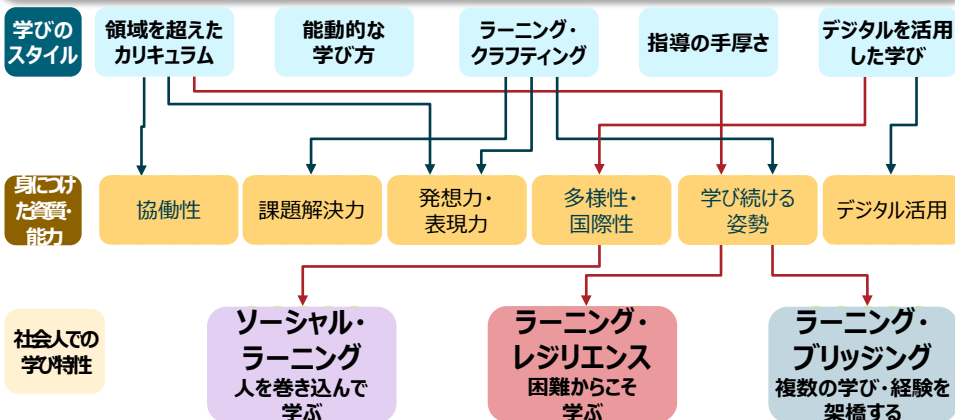 学びの
スタイル
領域を超えた
カリキュラム
能動的な
学び方
ラーニング・
クラフティング
指導の手厚さ
デジタルを活用
した学び
身につけ
た資質・
能力
協働性
課題解決力
発想力・
表現力
多様性・
国際性
学び続ける
姿勢
デジタル活用
社会人での
学び特性
ソーシャル・
ラーニング
人を巻き込んで
学ぶ
ラーニング・
レジリエンス
困難からこそ
学ぶ
ラーニング・
ブリッジング
複数の学び・経験を
架橋する